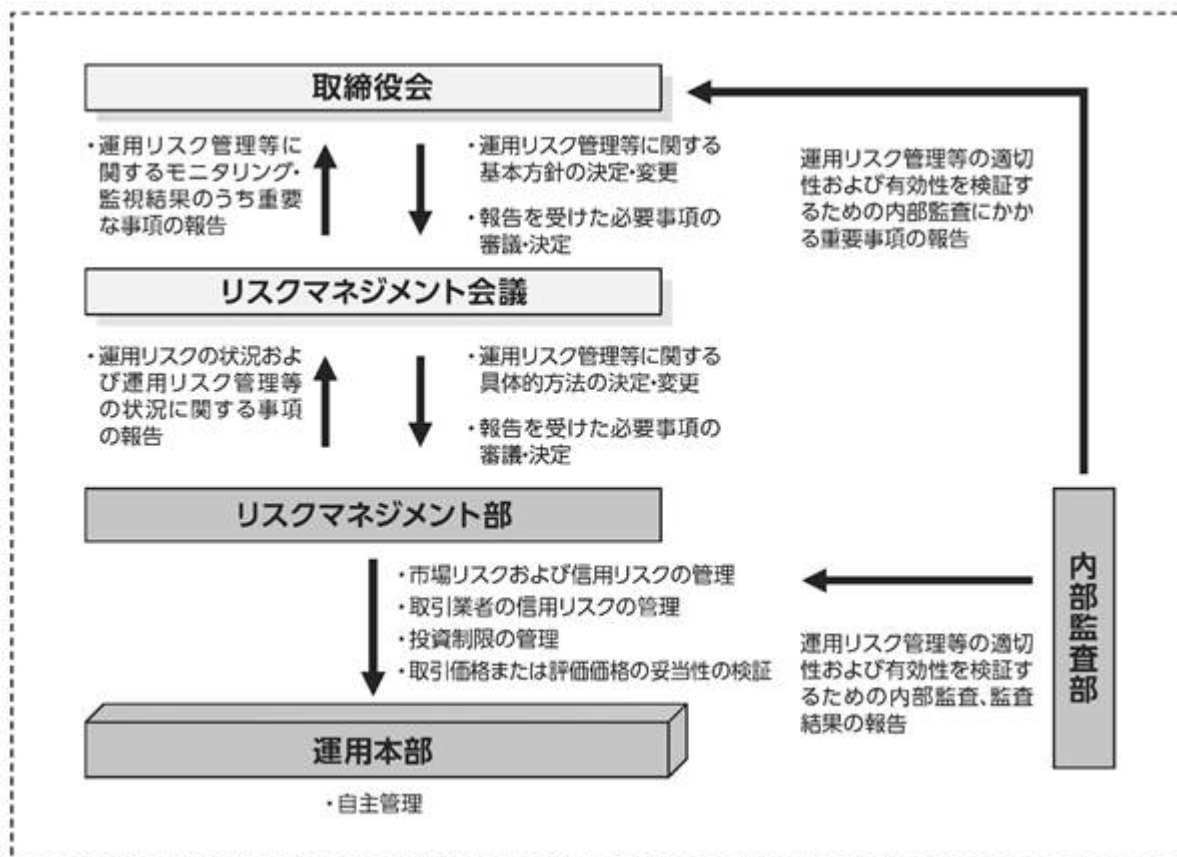 取締役会
・運用リスク管理等に
関するモニタリング・
監視結果のうち重要
な事項の報告
・運用リスク管理等に関する
基本方針の決定・変更
・報告を受けた必要事項の
審議・決定
運用リスク管理等の適切
性および有効性を検証す
るための内部監査にかか
る重要事項の報告
リスクマネジメント会議
・運用リスクの状況およ
び運用リスク管理等
の状況に関する事項
の報告
・運用リスク管理等に関する
具体的方法の決定・変更
・報告を受けた必要事項の
審議・決定
リスクマネジメント部
・市場リスクおよび信用リスクの管理
・取引業者の信用リスクの管理
・投資制限の管理
・取引価格または評価価格の妥当性の検証
運用リスク管理等の適切
性および有効性を検証す
るための内部監査、監査
結果の報告
内部監査部
運用本部
・自主管理